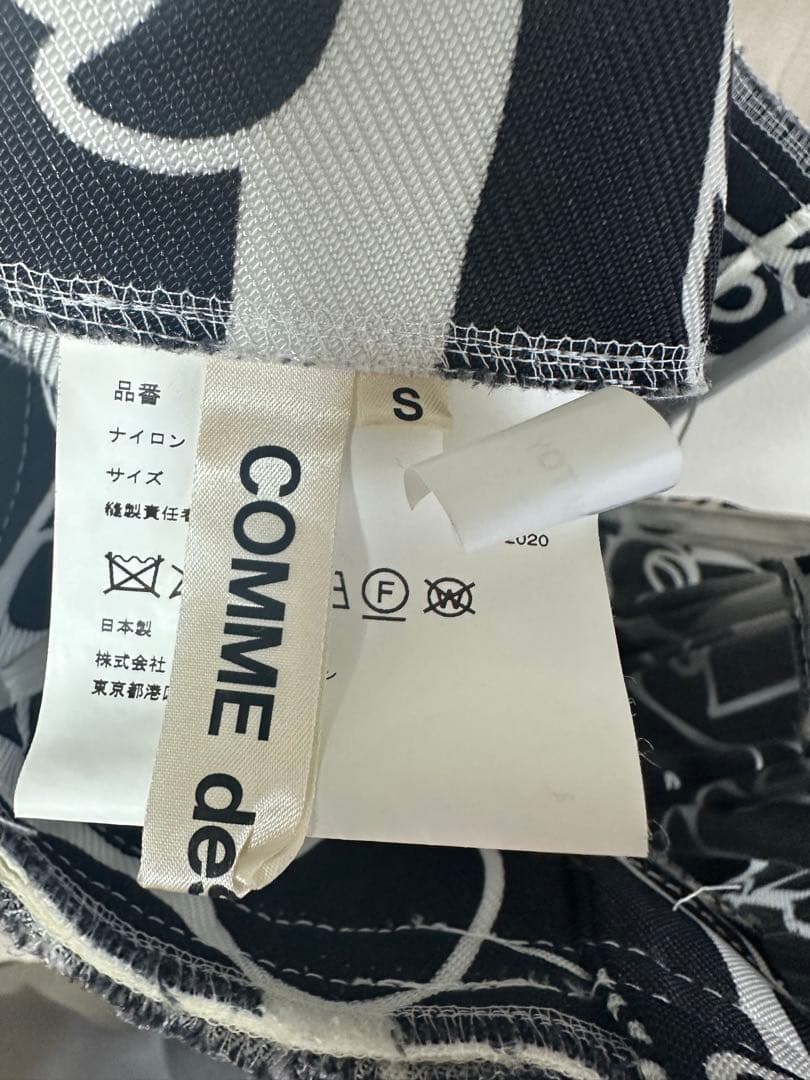 品番
S
ナイロン
サイズ
縫製責任者
2020
F
W
日本製
株式会社
東京都港区
COMME des